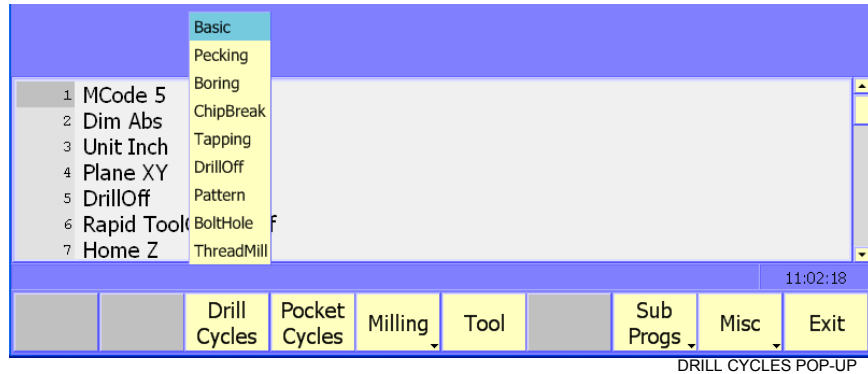 Basic
Pecking
Boring
ChipBreak
Tapping
DrillOff
Pattern
BoltHole
ThreadMill
1 MCode 5
2 Dim Abs
3 Unit Inch
4 Plane XY
5 DrillOff
6 Rapid Tool f
7 Home Z
11:02:18
Drill
Cycles
Pocket
Cycles
Milling
Tool
Sub
Progs
Misc
Exit
DRILL CYCLES POP-UP